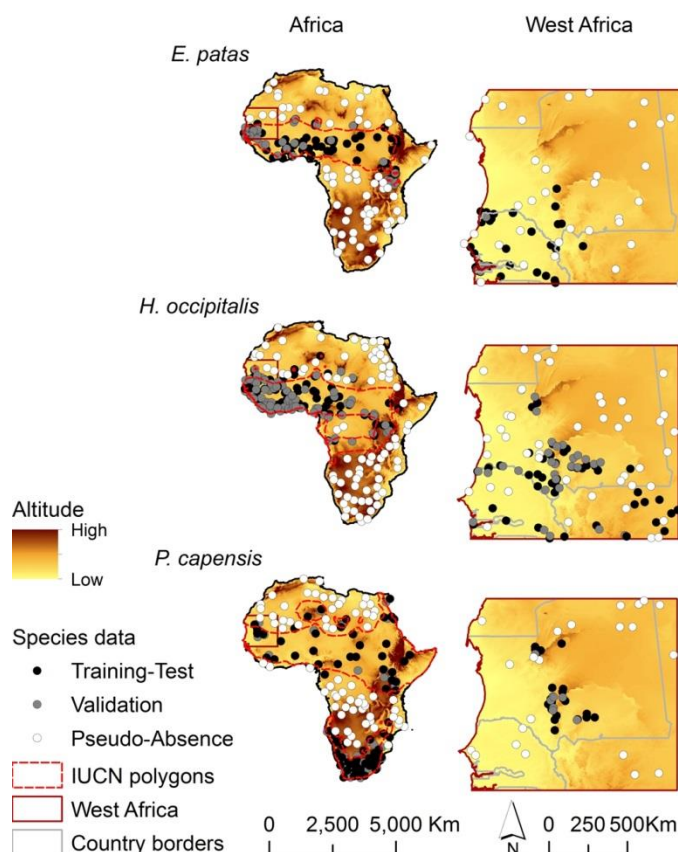 Africa
West Africa
E. patas
H. occipitalis
P. capensis
Altitude
High
Low
Species data
Training-Test
Validation
Pseudo-Absence
IUCN polygons
West Africa
Country borders
0 2,500 5,000 Km
N
0 250 500Km